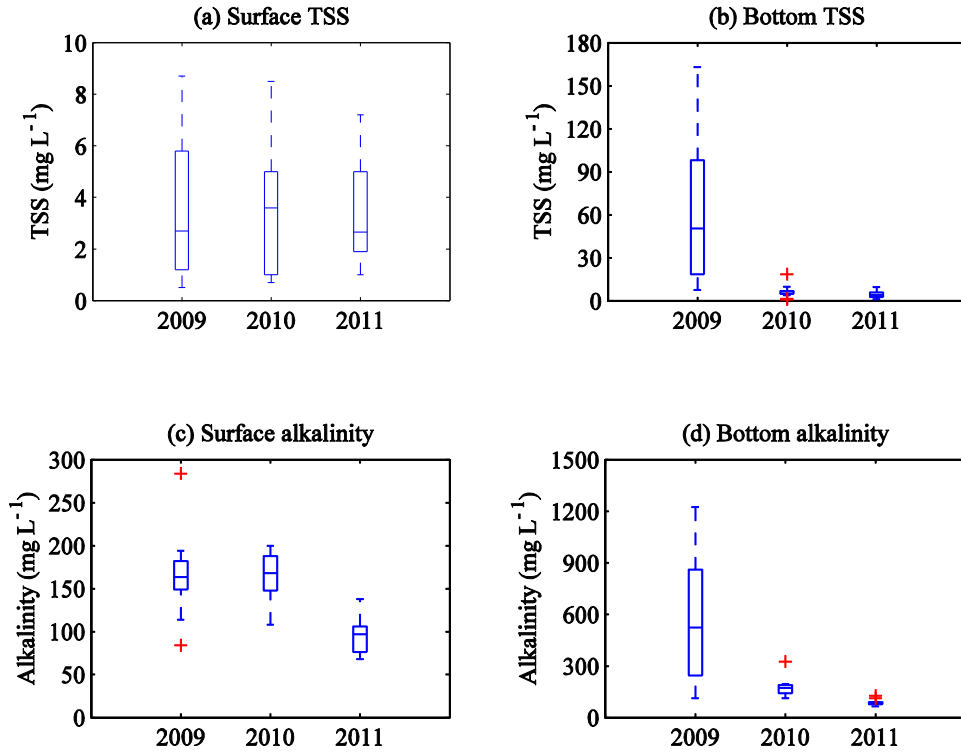 (a) Surface TSS
(b) Bottom TSS
10
8
6
4
2
0
TSS (mg L⁻¹)
2009 2010 2011
180
150
120
90
60
30
0
TSS (mg L⁻¹)
2009 2010 2011
(c) Surface alkalinity
(d) Bottom alkalinity
300
250
200
150
100
50
0
Alkalinity (mg L⁻¹)
2009 2010 2011
1500
1200
900
600
300
0
Alkalinity (mg L⁻¹)
2009 2010 2011